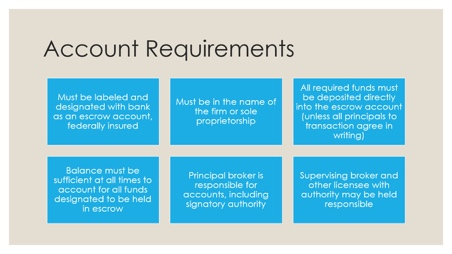 Account Requirements
Must be labeled and
designated with bank
as an escrow account,
federally insured
Must be in the name of
the firm or sole
proprietorship
All required funds must
be deposited directly
into the escrow account
(unless all principals to
transaction agree in
writing)
Balance must be
sufficient at all times to
account for all funds
designated to be held
in escrow
Principal broker is
responsible for
accounts, including
signatory authority
Supervising broker and
other licensee with
authority may be held
responsible